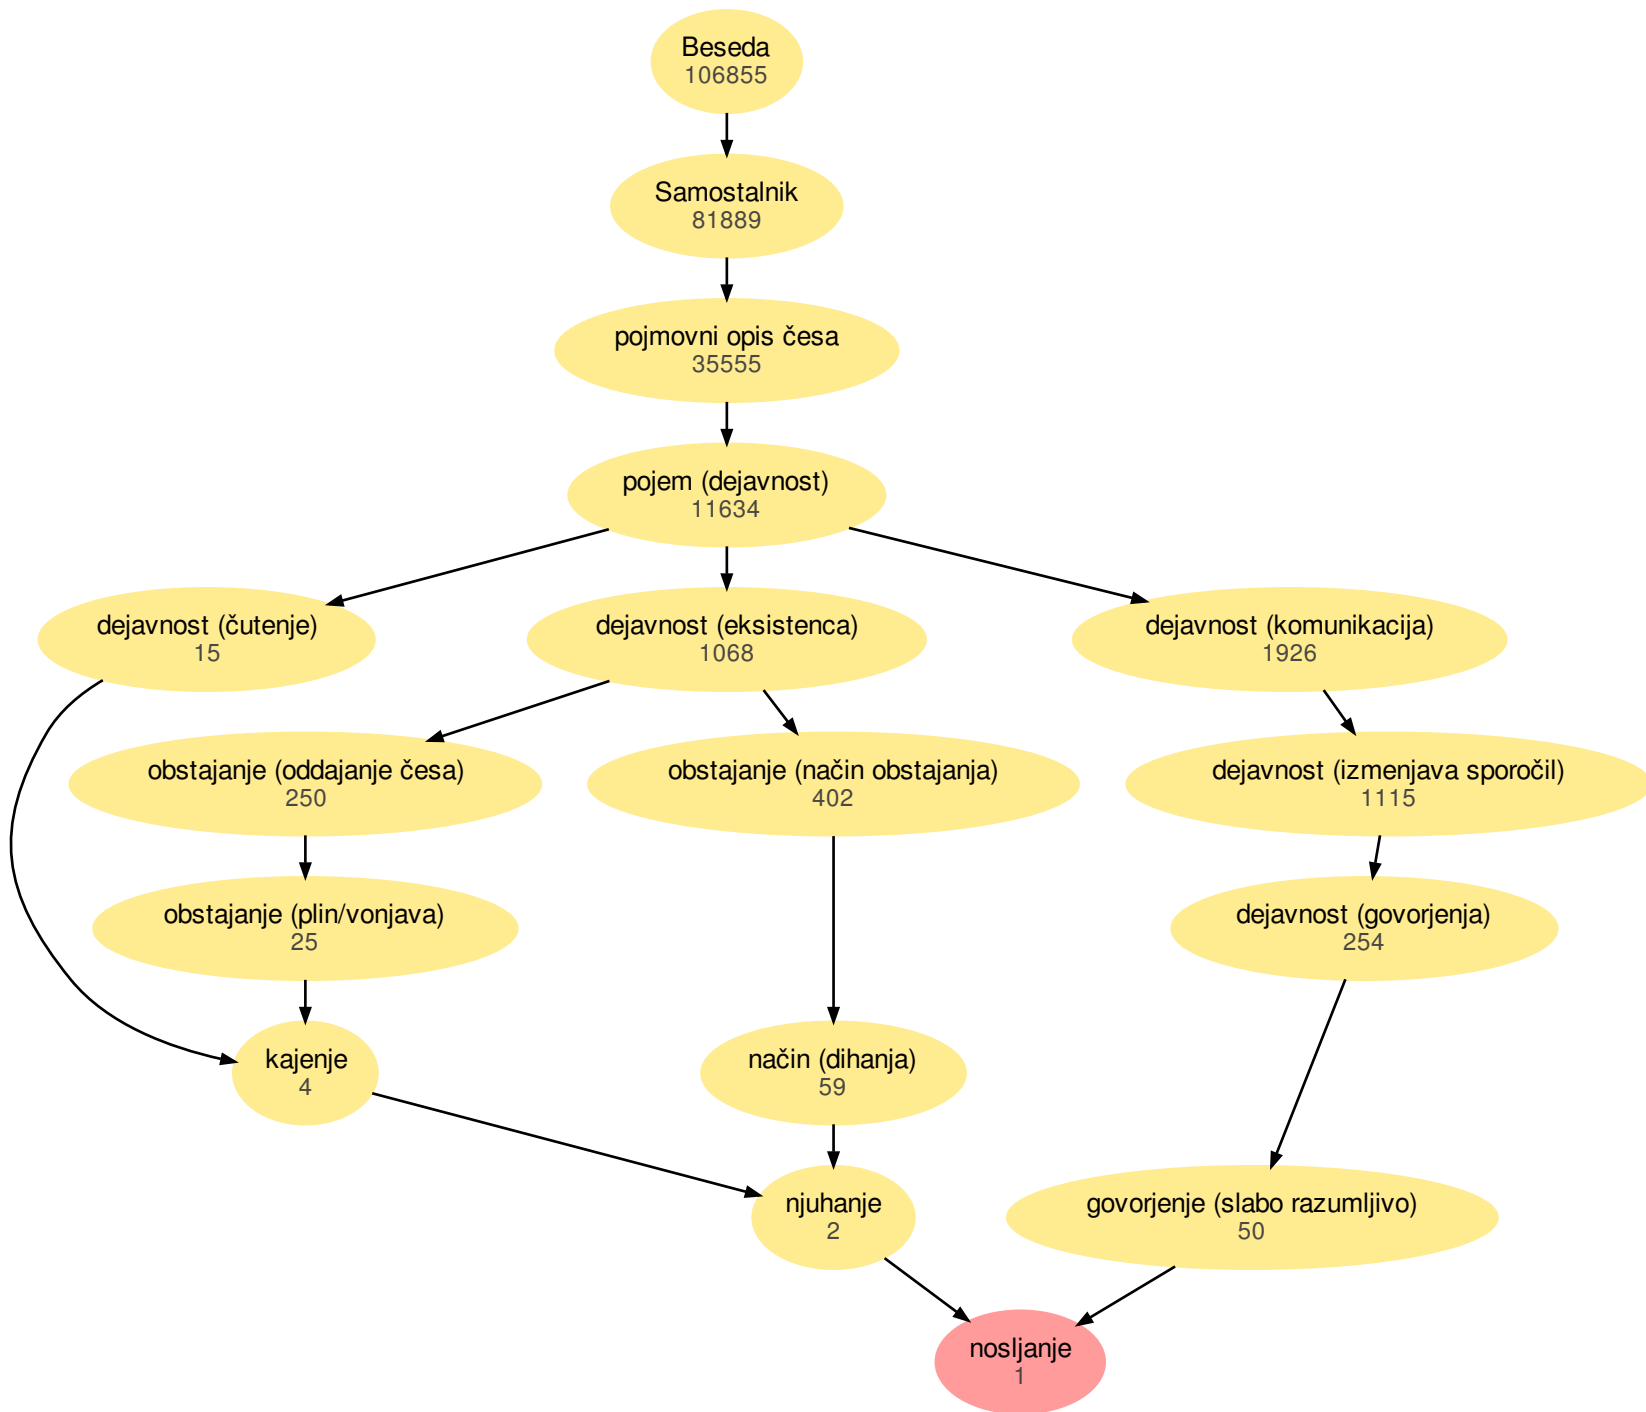 Beseda
106855
Samostalnik
81889
pojmovni opis česa
35555
pojem (dejavnost)
11634
dejavnost (čutenje)
15
dejavnost (eksistenca)
1068
dejavnost (komunikacija)
1926
obstajanje (oddajanje česa)
250
obstajanje (način obstajanja)
402
dejavnost (izmenjava sporočil)
1115
obstajanje (plin/vonjava)
25
dejavnost (govorjenja)
254
kajenje
4
način (dihanja)
59
njuhanje
2
govorjenje (slabo razumljivo)
50
nosljanje
1